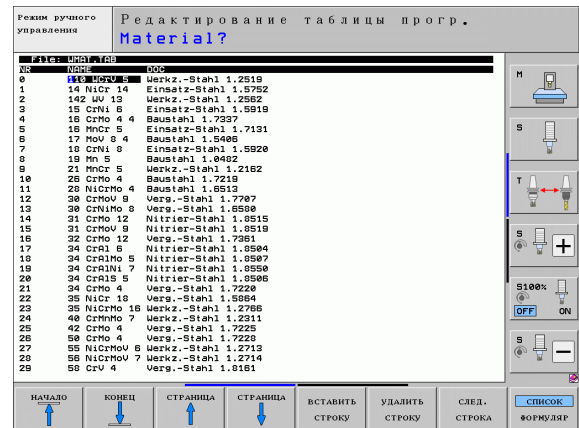 Режим ручного
управления
Редактирование таблицы прогр.
Material?
File: WMAT.TAB
NR NAME DOC
0 110 WCrV 5 Werkz.-Stahl 1.2519
1 14 NiCr 14 Einsatz-Stahl 1.5752
2 142 WV 13 Werkz.-Stahl 1.2562
3 15 CrNi 6 Einsatz-Stahl 1.5919
4 16 CrMo 4 4 Baustahl 1.7337
5 16 MnCr 5 Einsatz-Stahl 1.7131
6 17 MoV 8 4 Baustahl 1.5406
7 18 CrNi 8 Einsatz-Stahl 1.5920
8 19 Mn 5 Baustahl 1.0482
9 21 MnCr 5 Werkz.-Stahl 1.2162
10 26 CrMo 4 Baustahl 1.7219
11 28 NiCrMo 4 Baustahl 1.6513
12 30 CrMoV 9 Verg.-Stahl 1.7707
13 30 CrNiMo 8 Verg.-Stahl 1.6580
14 31 CrMo 12 Nitrier-Stahl 1.8515
15 31 CrMoV 9 Nitrier-Stahl 1.8519
16 32 CrMo 12 Verg.-Stahl 1.7361
17 34 CrAl 6 Nitrier-Stahl 1.8504
18 34 CrAlMo 5 Nitrier-Stahl 1.8507
19 34 CrAlNi 7 Nitrier-Stahl 1.8550
20 34 CrAlS 5 Nitrier-Stahl 1.8506
21 34 CrMo 4 Verg.-Stahl 1.7220
22 35 NiCr 18 Verg.-Stahl 1.5864
23 35 NiCrMo 16 Werkz.-Stahl 1.2766
24 40 CrMnMo 7 Werkz.-Stahl 1.2311
25 42 CrMo 4 Verg.-Stahl 1.7225
26 50 CrMo 4 Verg.-Stahl 1.7228
27 55 NiCrMoV 6 Werkz.-Stahl 1.2713
28 56 NiCrMoV 7 Werkz.-Stahl 1.2714
29 58 CrV 4 Verg.-Stahl 1.8161
M
S
T
S
S100%
OFF ON
S
НАЧАЛО
КОНЕЦ
СТРАНИЦА
СТРАНИЦА
ВСТАВИТЬ
СТРОКУ
УДАЛИТЬ
СТРОКУ
СЛЕД.
СТРОКА
СПИСОК
ФОРМУЛЯР